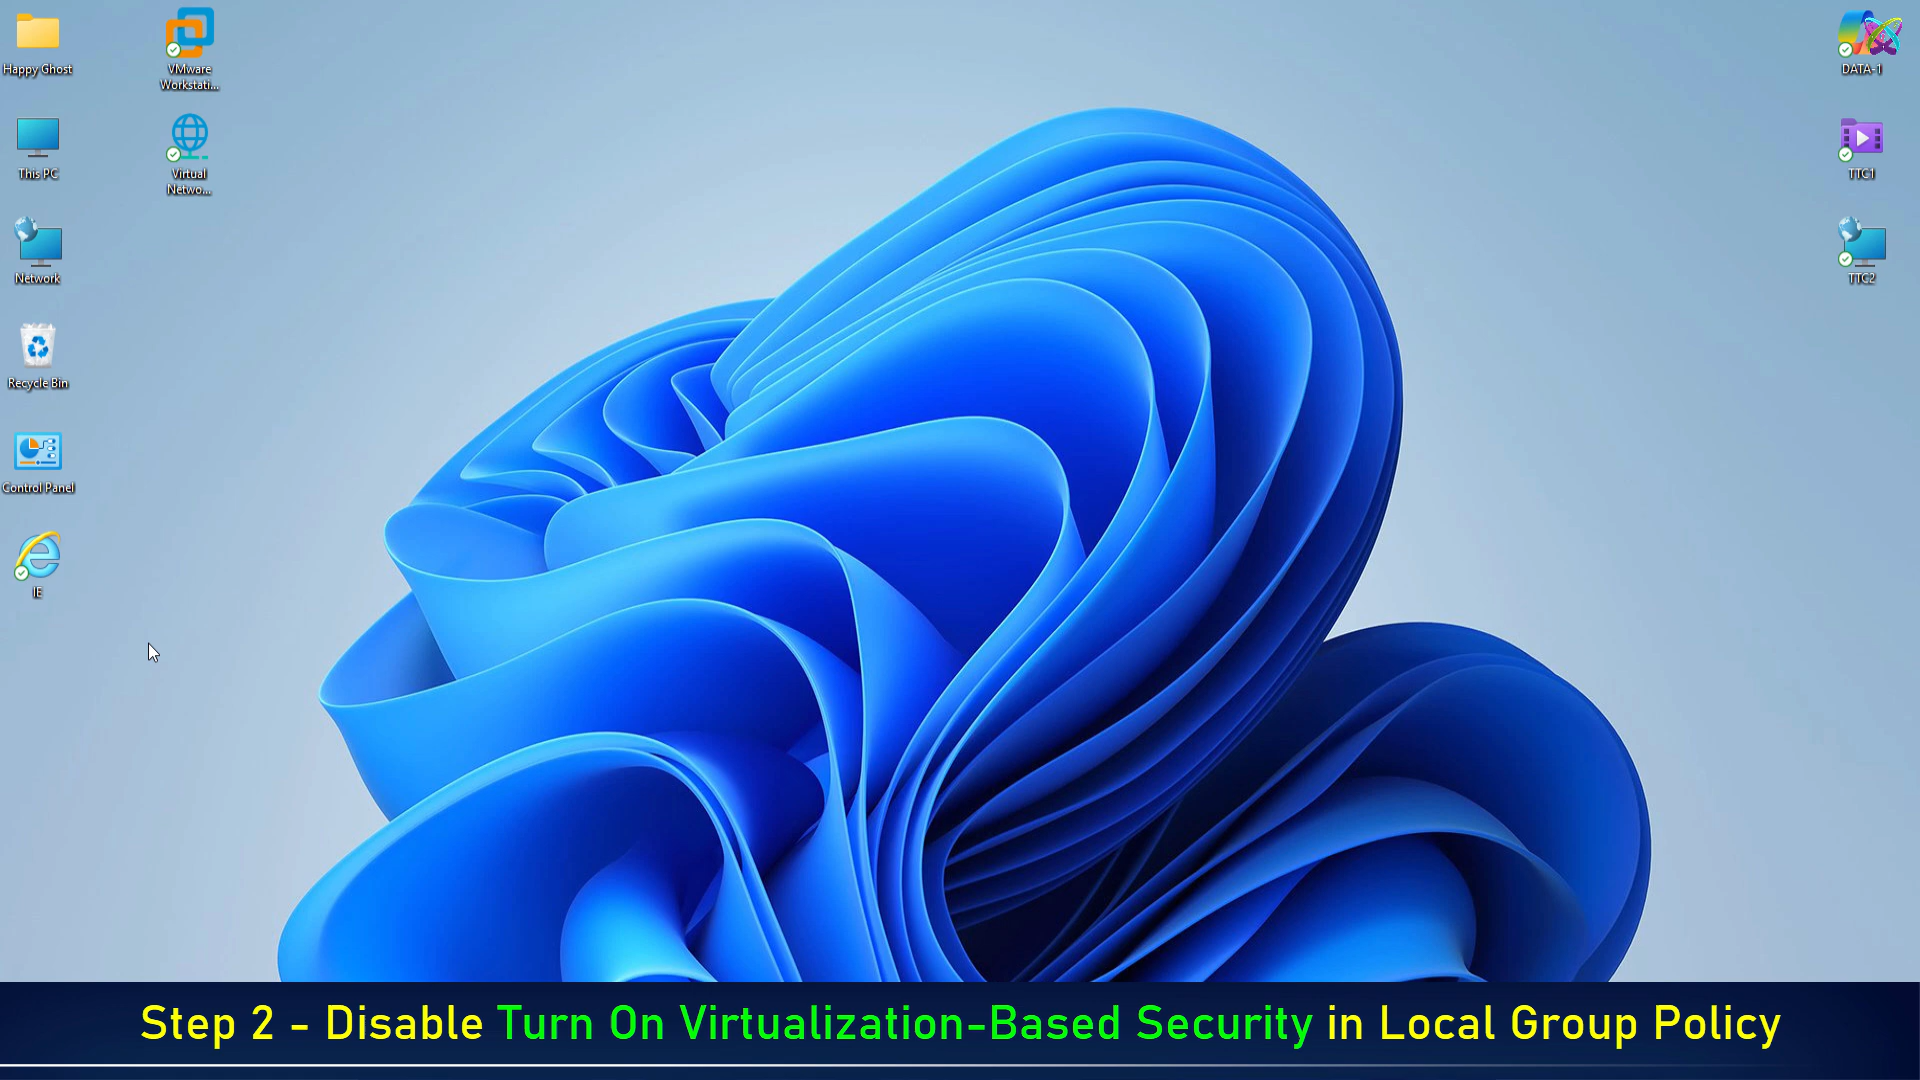 Happy Ghost
VMware
Workstati...
DATA-1
This PC
Virtual
Netwo...
TTC1
Network
TTC2
Recycle Bin
Control Panel
IE
Step 2 - Disable Turn On Virtualization-Based Security in Local Group Policy